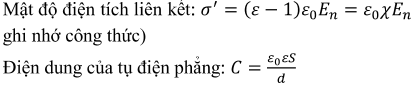 Mật độ điện tích liên kết: σ′ = (ε − 1)ε₀Eₙ = ε₀χEₙ
ghi nhớ công thức)
Điện dung của tụ điện phẳng: C = ε₀εS/d